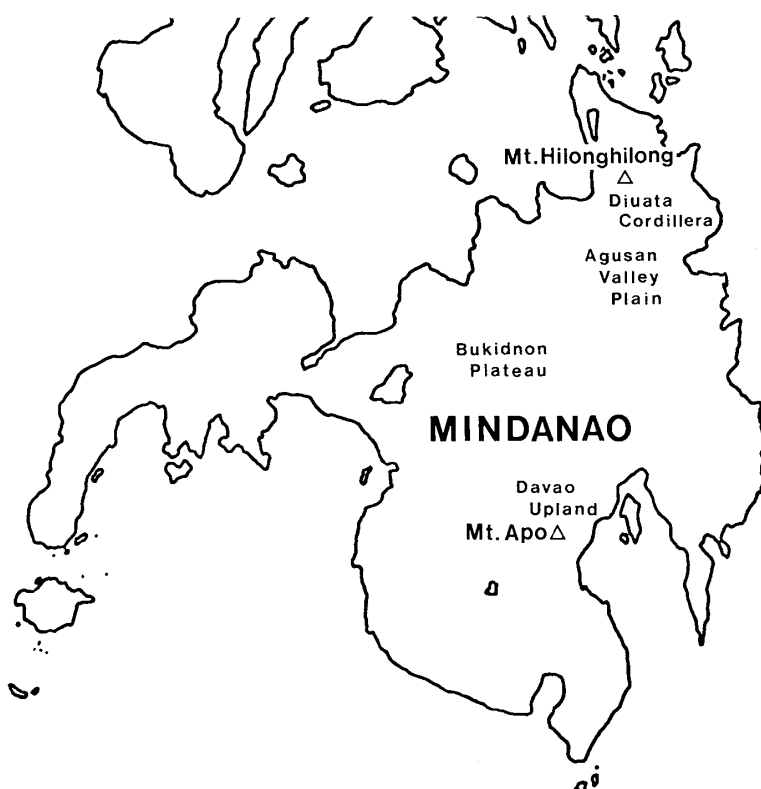 Mt.Hilonghilong
Diuata
Cordillera
Agusan
Valley
Plain
Bukidnon
Plateau
MINDANAO
Davao
Upland
Mt. Apo